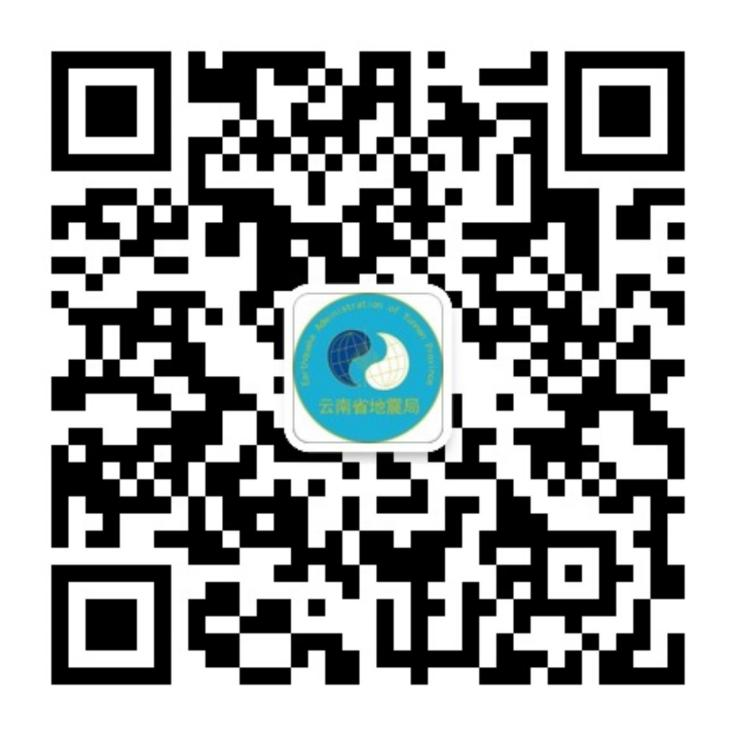 Earthquake Administration of Yunnan Province
云南省地震局